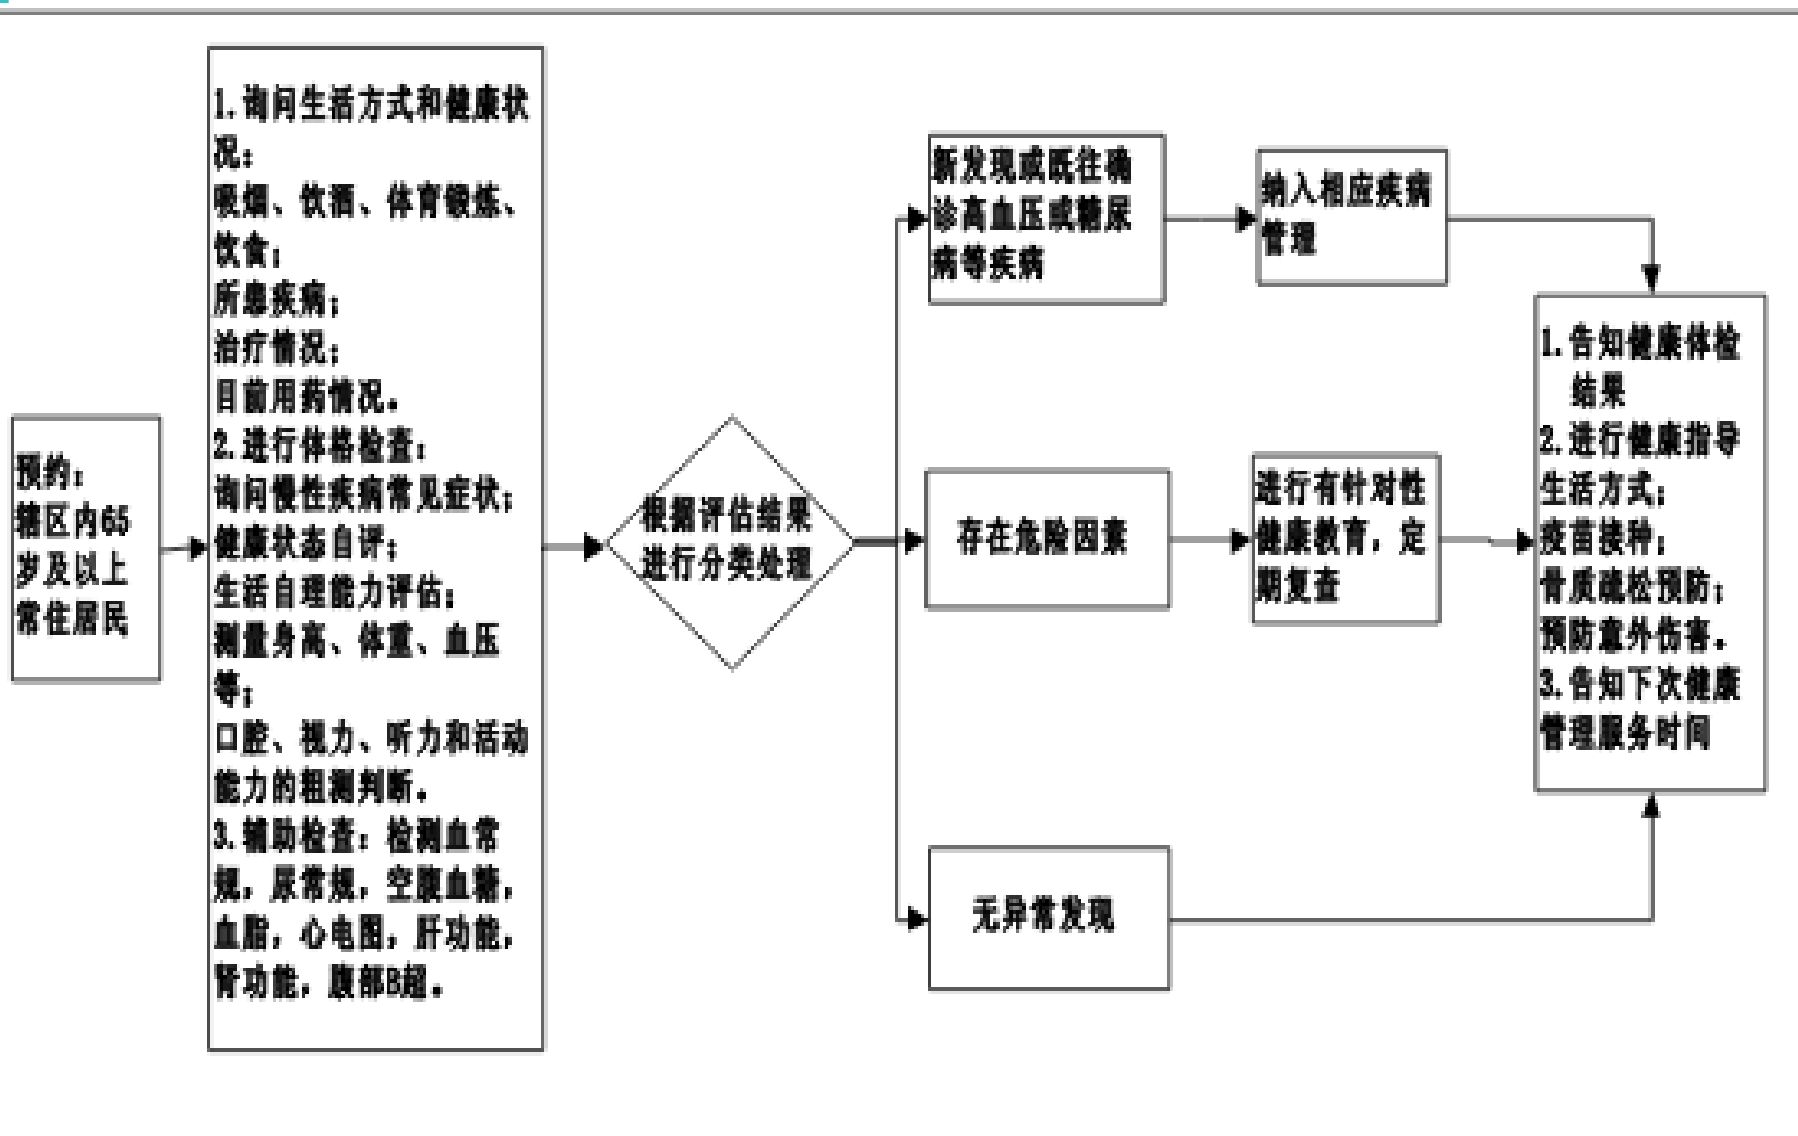 预约：
辖区内65
岁及以上
常住居民
1.询问生活方式和健康状
况：
吸烟、饮酒、体育锻炼、
饮食；
所患疾病；
治疗情况；
目前用药情况。
2.进行体格检查：
询问慢性疾病常见症状；
健康状态自评；
生活自理能力评估；
测量身高、体重、血压
等；
口腔、视力、听力和活动
能力的粗测判断。
3.辅助检查：检测血常
规，尿常规，空腹血糖，
血脂，心电图，肝功能，
肾功能，腹部B超。
根据评估结果
进行分类处理
新发现或既往确
诊高血压或糖尿
病等疾病
纳入相应疾病
管理
存在危险因素
进行有针对性
健康教育，定
期复查
无异常发现
1.告知健康体检
结果
2.进行健康指导
生活方式；
疫苗接种；
骨质疏松预防；
预防意外伤害。
3.告知下次健康
管理服务时间